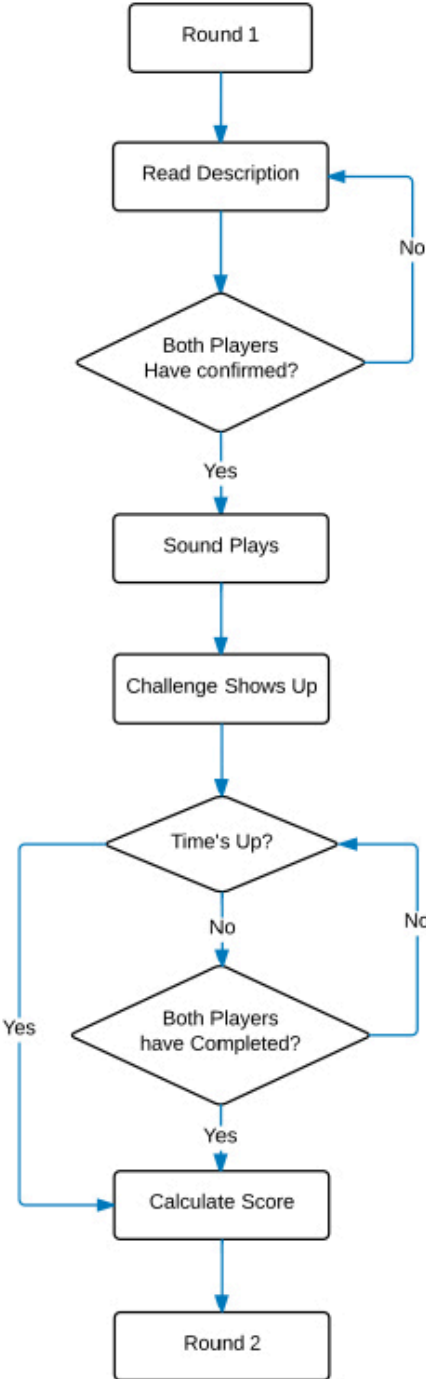 Round 1
Read Description
No
Both Players
Have confirmed?
Yes
Sound Plays
Challenge Shows Up
Time's Up?
No
No
Both Players
have Completed?
Yes
Yes
Calculate Score
Round 2